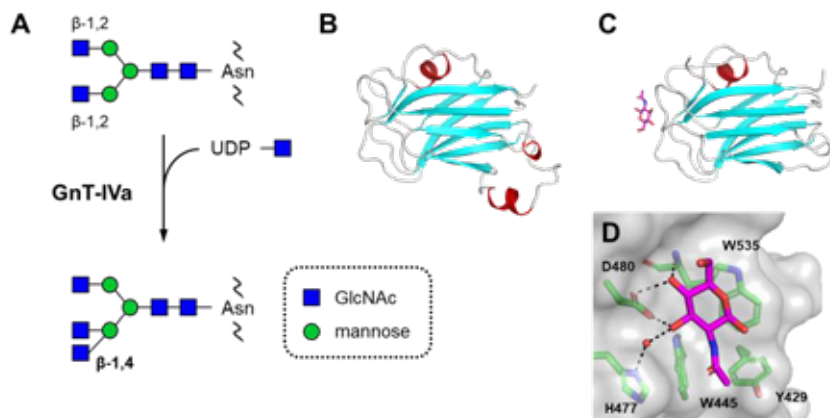 A
β-1,2
Asn
β-1,2
UDP
GnT-IVa
Asn
β-1,4
GlcNAc
mannose
B
C
D
W535
D480
H477
W445
Y429